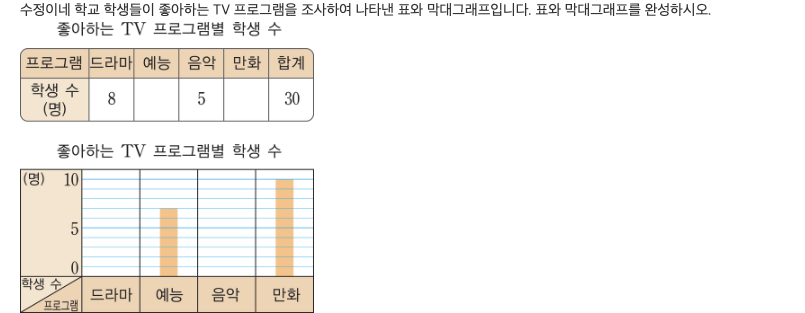 수정이네 학교 학생들이 좋아하는 TV 프로그램을 조사하여 나타낸 표와 막대그래프입니다. 표와 막대그래프를 완성하시오.
좋아하는 TV 프로그램별 학생 수
프로그램 드라마 예능 음악 만화 합계
학생 수
(명) 8 5 30
좋아하는 TV 프로그램별 학생 수
(명) 10
5
0
학생 수
프로그램 드라마 예능 음악 만화